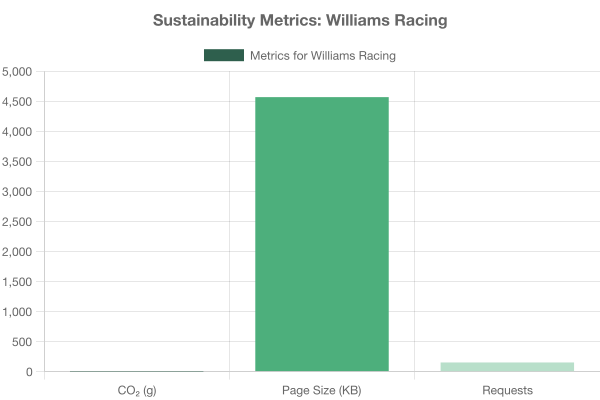 Sustainability Metrics: Williams Racing
Metrics for Williams Racing
5,000
4,500
4,000
3,500
3,000
2,500
2,000
1,500
1,000
500
0
CO₂ (g)
Page Size (KB)
Requests